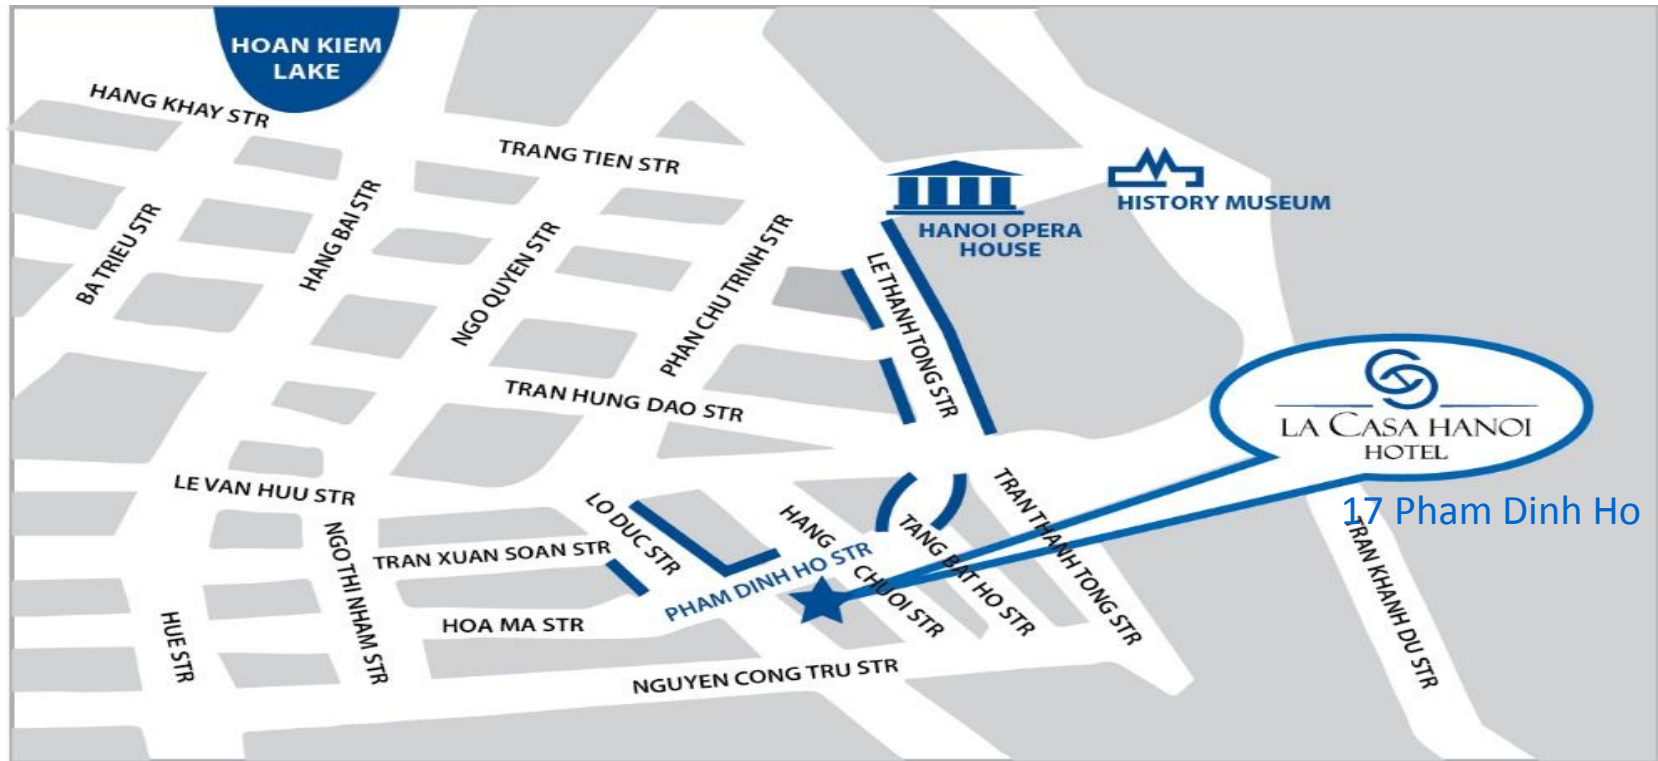 HOAN KIEM
LAKE
HANG KHAY STR
TRANG TIEN STR
HISTORY MUSEUM
HANOI OPERA
HOUSE
BA TRIEU STR
HANG BAI STR
NGO QUYEN STR
PHAN CHU TRINH STR
LE THANH TONG STR
TRAN HUNG DAO STR
LA CASA HANOI
HOTEL
17 Pham Dinh Ho
LE VAN HUU STR
LO DUC STR
HANG CHUOI STR
TANG BAT HO STR
TRAN THANH TONG STR
TRAN KHANH DU STR
NGO THI NHAM STR
TRAN XUAN SOAN STR
PHAM DINH HO STR
HUE STR
HOA MA STR
NGUYEN CONG TRU STR